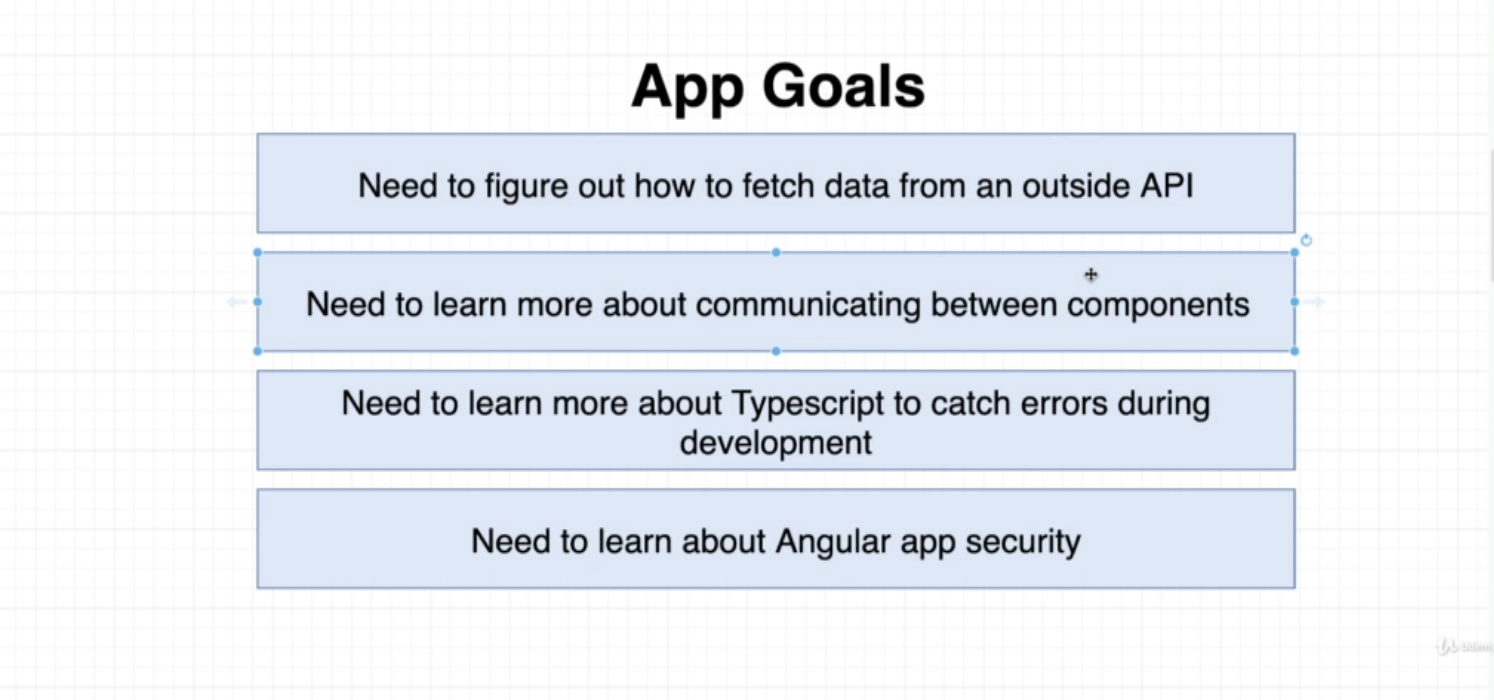 App Goals
Need to figure out how to fetch data from an outside API
Need to learn more about communicating between components
Need to learn more about Typescript to catch errors during
development
Need to learn about Angular app security